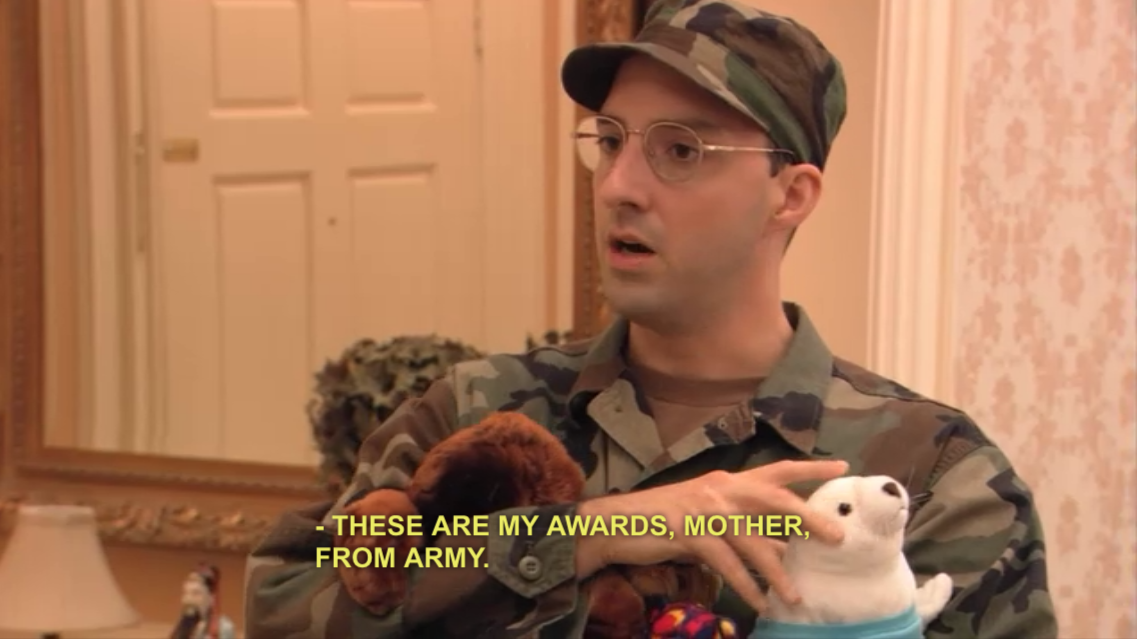 - THESE ARE MY AWARDS, MOTHER,
FROM ARMY.